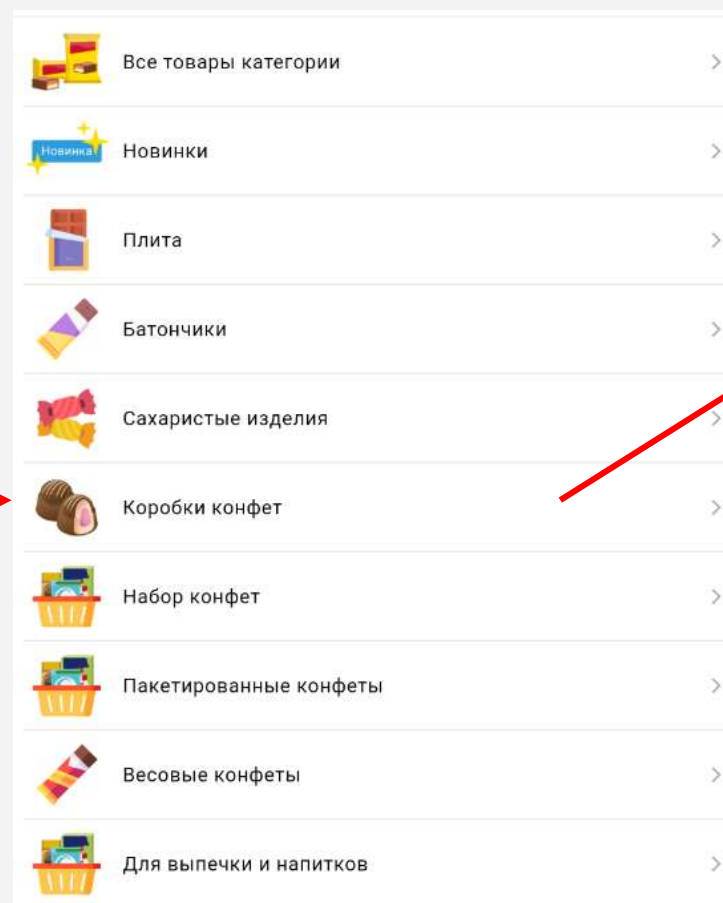 Все товары категории
Новинка
Новинки
Плита
Батончики
Сахаристые изделия
Коробки конфет
Набор конфет
Пакетированные конфеты
Весовые конфеты
Для выпечки и напитков